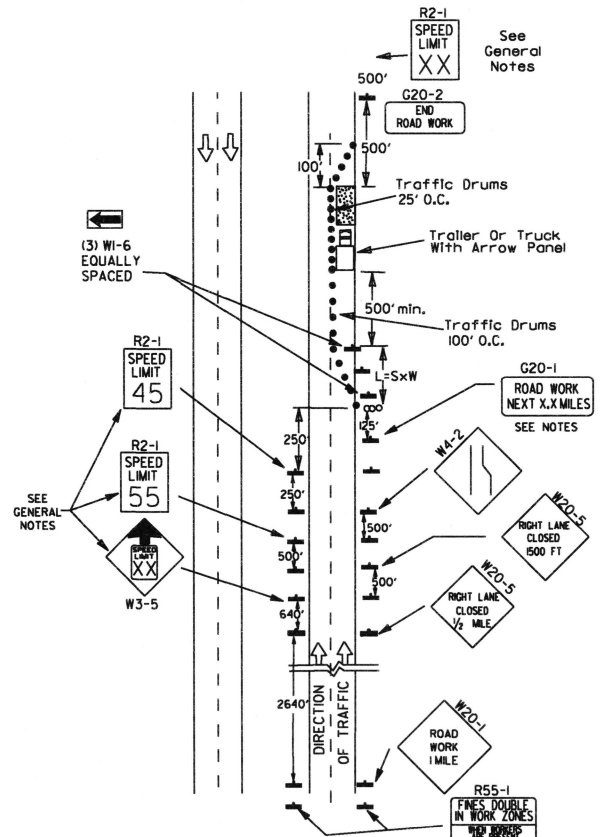 R2-1
SPEED
LIMIT
XX
See
General
Notes
500'
G20-2
END
ROAD WORK
500'
100'
Traffic Drums
25' O.C.
Trailer Or Truck
With Arrow Panel
(3) W1-6
EQUALLY
SPACED
500' min.
Traffic Drums
100' O.C.
R2-1
SPEED
LIMIT
45
L=SxW
G20-1
ROAD WORK
NEXT X.X MILES
SEE NOTES
125'
250'
R2-1
SPEED
LIMIT
55
250'
W4-2
SEE
GENERAL
NOTES
500'
500'
W20-5
RIGHT LANE
CLOSED
1500 FT
SPEED
LIMIT
XX
W3-5
500'
640'
W20-5
RIGHT LANE
CLOSED
1/2 MILE
2640'
DIRECTION
OF TRAFFIC
W20-1
ROAD
WORK
1 MILE
R55-1
FINES DOUBLE
IN WORK ZONES
WHEN WORKERS
ARE PRESENT